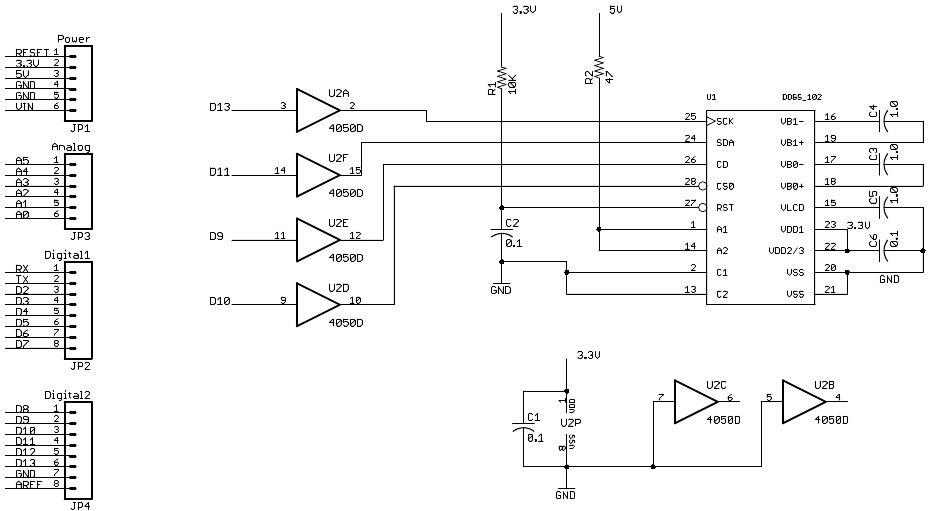 Power
RESET 1
3.3V 2
5V 3
GND 4
GND 5
VIN 6
JP1
Analog
A5 1
A4 2
A3 3
A2 4
A1 5
A0 6
JP3
Digital1
RX 1
TX 2
D2 3
D3 4
D4 5
D5 6
D6 7
D7 8
JP2
Digital2
D8 1
D9 2
D10 3
D11 4
D12 5
D13 6
GND 7
AREF 8
JP4
D13 3 U2A 2
4050D
D11 14 U2F 15
4050D
D9 11 U2E 12
4050D
D10 9 U2D 10
4050D
3.3V
R1
10K
5V
R2
47
C2
0.1
GND
U1 DOGS_102
25 SCK VB1- 16
24 SDA VB1+ 19
26 CD VB0- 17
28 CS0 VB0+ 18
27 RST VLCD 15
1 A1 VDD1 23
14 A2 VDD2/3 22
2 C1 VSS 20
13 C2 VSS 21
C4
1.0
C3
1.0
C5
1.0
3.3V
C6
0.1
GND
3.3V
C1
0.1
1 VDD
U2P
8 VSS
GND
7 U2C 6
4050D
5 U2B 4
4050D